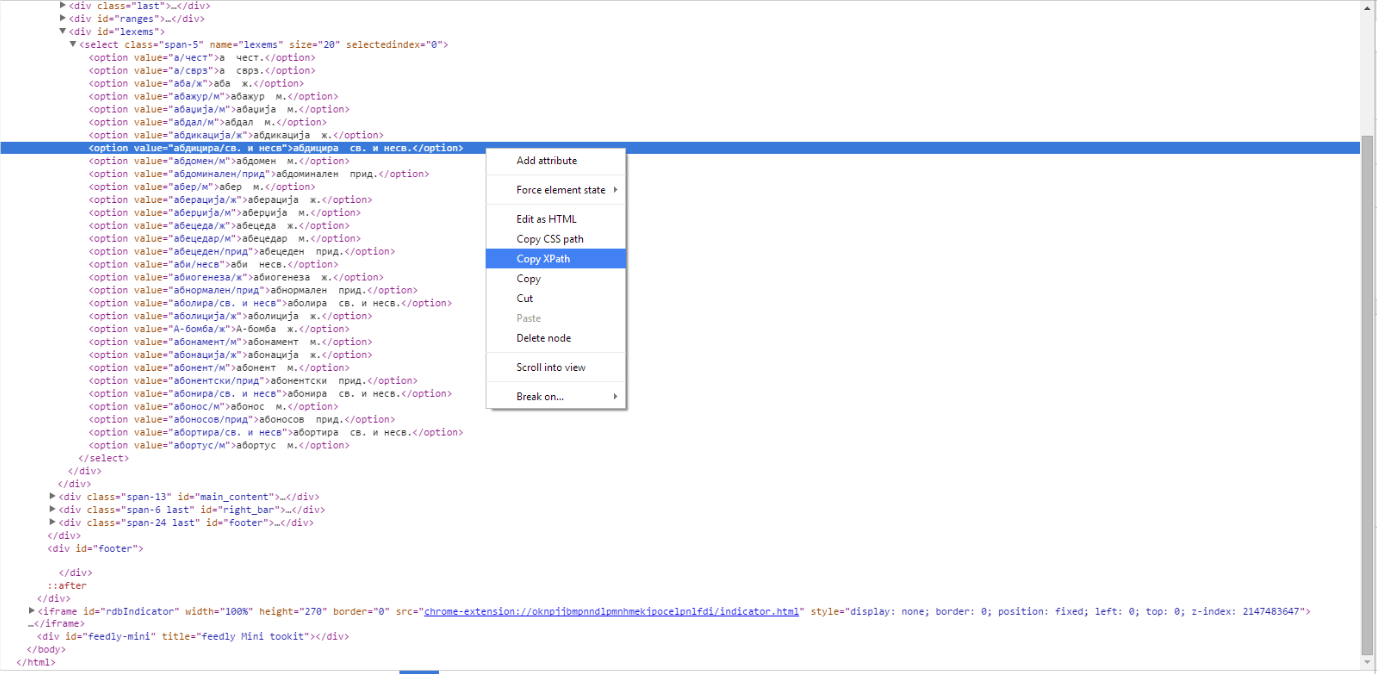 ▶<div class="last">…</div>
▶<div id="ranges">…</div>
▼<div id="lexems">
▼<select class="span-5" name="lexems" size="20" selectedindex="0">
<option value="а/чест">а  чест.</option>
<option value="а/сврз">а  сврз.</option>
<option value="аба/ж">аба  ж.</option>
<option value="абажур/м">абажур  м.</option>
<option value="абаџија/м">абаџија  м.</option>
<option value="абдал/м">абдал  м.</option>
<option value="абдикација/ж">абдикација  ж.</option>
<option value="абдицира/св. и несв">абдицира  св. и несв.</option>
Add attribute
<option value="абдомен/м">абдомен  м.</option>
<option value="абдоминален/прид">абдоминален  прид.</option>
Force element state
<option value="абер/м">абер  м.</option>
<option value="аберација/ж">аберација  ж.</option>
<option value="аберџија/м">аберџија  м.</option>
Edit as HTML
<option value="абецеда/ж">абецеда  ж.</option>
<option value="абецедар/м">абецедар  м.</option>
Copy CSS path
<option value="абецеден/прид">абецеден  прид.</option>
Copy XPath
<option value="аби/несв">аби  несв.</option>
<option value="абиогенеза/ж">абиогенеза  ж.</option>
Copy
<option value="абнормален/прид">абнормален  прид.</option>
Cut
<option value="аболира/св. и несв">аболира  св. и несв.</option>
<option value="аболиција/ж">аболиција  ж.</option>
Paste
<option value="А-бомба/ж">А-бомба  ж.</option>
<option value="абонамент/м">абонамент  м.</option>
Delete node
<option value="абонација/ж">абонација  ж.</option>
<option value="абонент/м">абонент  м.</option>
Scroll into view
<option value="абонентски/прид">абонентски  прид.</option>
<option value="абонира/св. и несв">абонира  св. и несв.</option>
Break on...
<option value="абонос/м">абонос  м.</option>
<option value="абоносов/прид">абоносов  прид.</option>
<option value="абортира/св. и несв">абортира  св. и несв.</option>
<option value="абортус/м">абортус  м.</option>
</select>
</div>
</div>
▶<div class="span-13" id="main_content">…</div>
▶<div class="span-6 last" id="right_bar">…</div>
▶<div class="span-24 last" id="footer">…</div>
</div>
<div id="footer">
</div>
::after
</div>
▶<iframe id="rdbIndicator" width="100%" height="270" border="0" src="chrome-extension://oknpjjbmpnndlpmnhmekjpocelpnlfdi/indicator.html" style="display: none; border: 0; position: fixed; left: 0; top: 0; z-index: 2147483647">
…</iframe>
<div id="feedly-mini" title="feedly Mini tookit"></div>
</body>
</html>